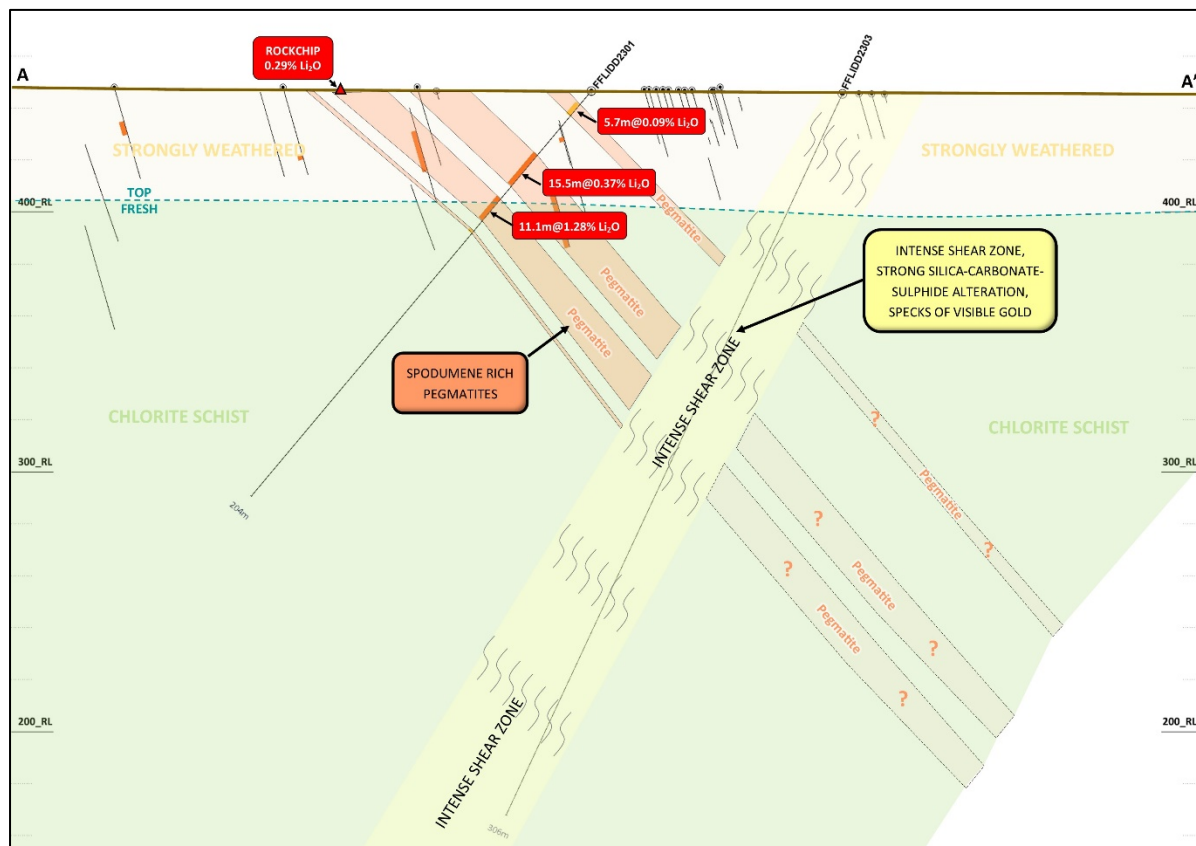 A
A'
ROCKCHIP
0.29% Li₂O
FFLIDD2301
FFLIDD2303
5.7m@0.09% Li₂O
STRONGLY WEATHERED
STRONGLY WEATHERED
15.5m@0.37% Li₂O
TOP
FRESH
400_RL
400_RL
11.1m@1.28% Li₂O
Pegmatite
INTENSE SHEAR ZONE,
STRONG SILICA-CARBONATE-
SULPHIDE ALTERATION,
SPECKS OF VISIBLE GOLD
Pegmatite
Pegmatite
SPODUMENE RICH
PEGMATITES
CHLORITE SCHIST
CHLORITE SCHIST
INTENSE SHEAR ZONE
?
300_RL
300_RL
Pegmatite
204m
?
?
?
Pegmatite
Pegmatite
?
?
200_RL
200_RL
INTENSE SHEAR ZONE
306m